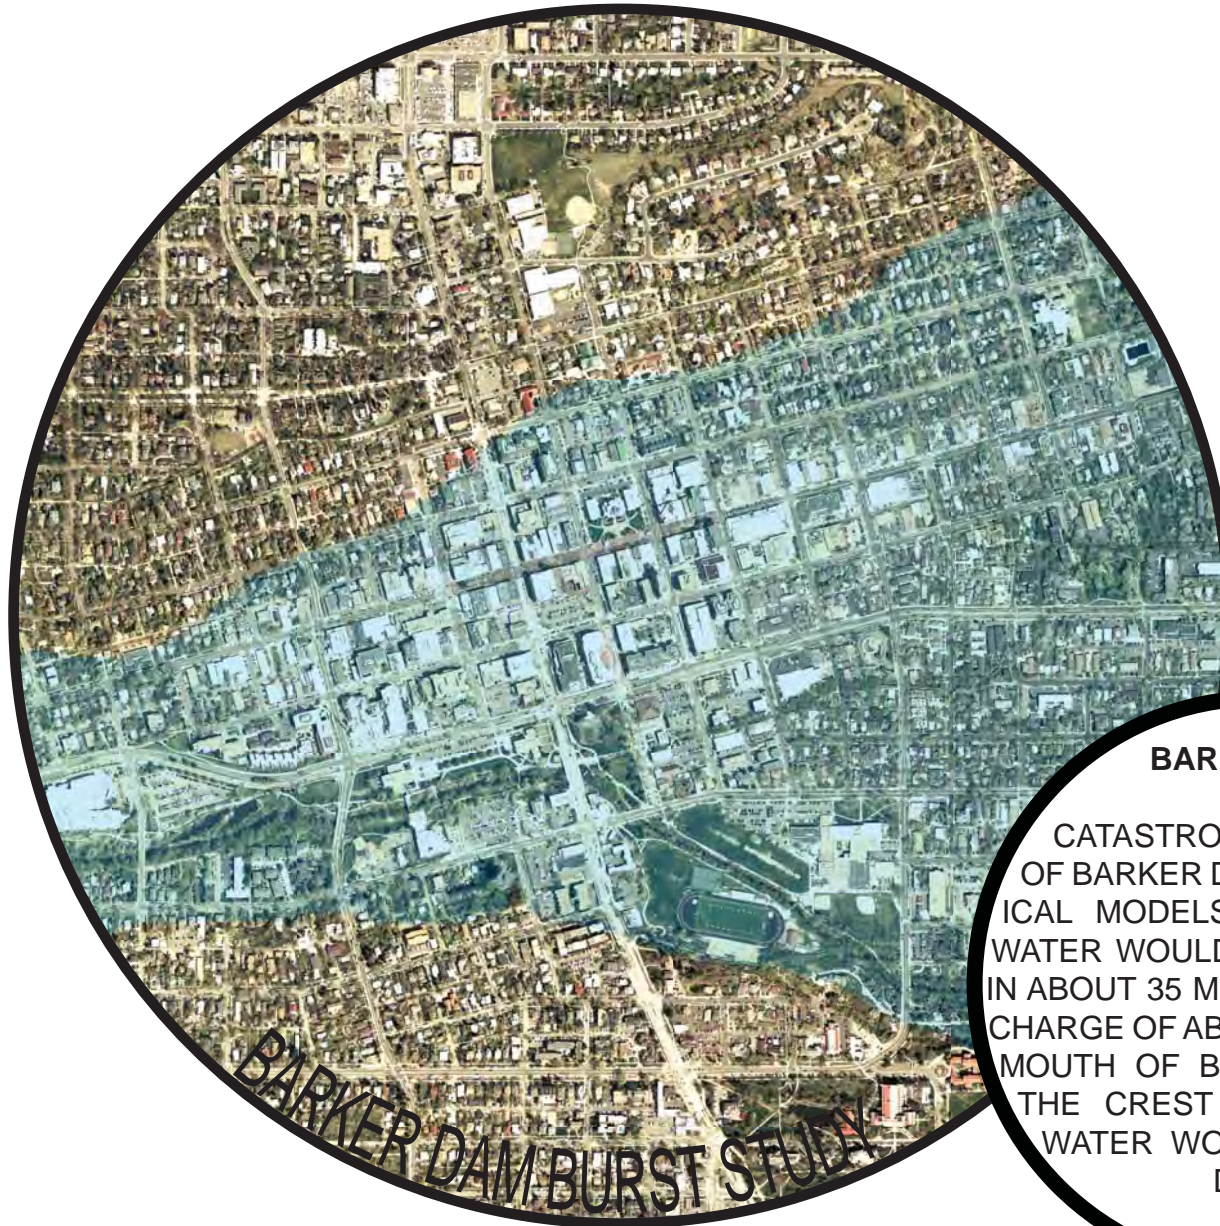 BARKER DAM BURST STUDY
BAR
CATASTRO
OF BARKER D
ICAL MODELS
WATER WOULD
IN ABOUT 35 M
CHARGE OF AB
MOUTH OF B
THE CREST
WATER WO
D